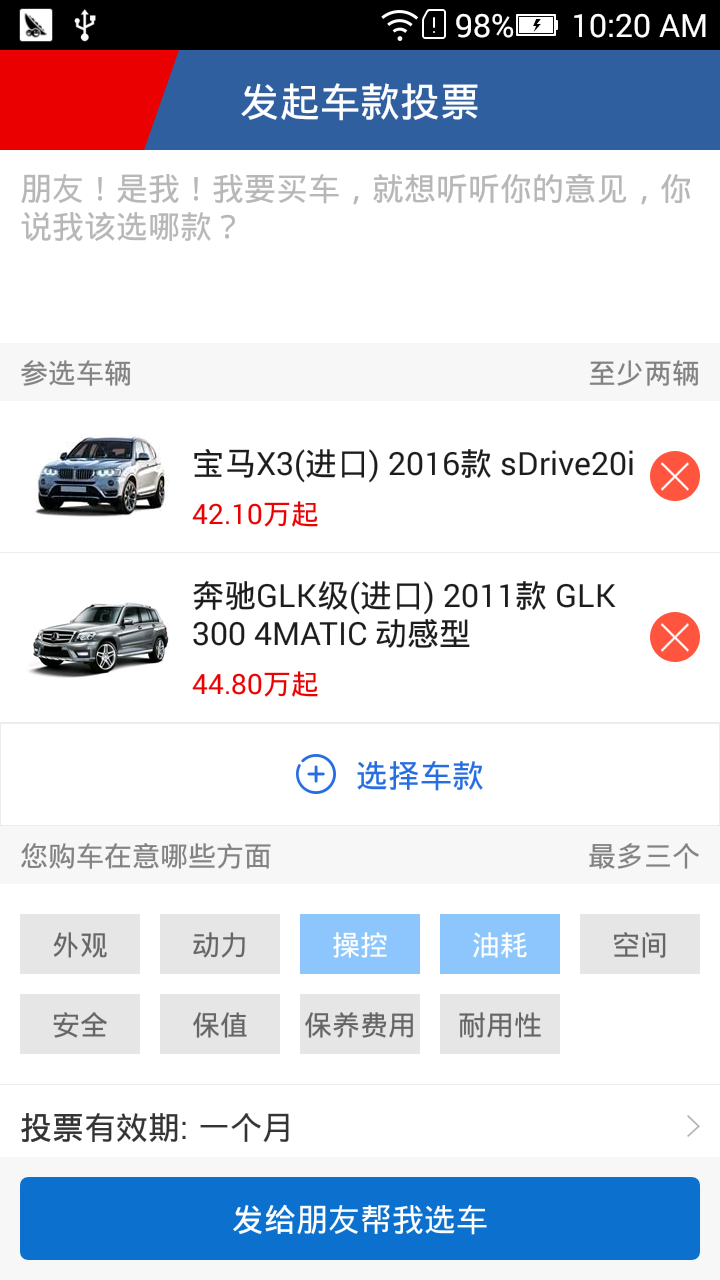 98%
10:20 AM
发起车款投票
朋友！是我！我要买车，就想听听你的意见，你
说我该选哪款？
参选车辆
至少两辆
宝马X3(进口) 2016款 sDrive20i
42.10万起
奔驰GLK级(进口) 2011款 GLK
300 4MATIC 动感型
44.80万起
选择车款
您购车在意哪些方面
最多三个
外观
动力
操控
油耗
空间
安全
保值
保养费用
耐用性
投票有效期: 一个月
发给朋友帮我选车